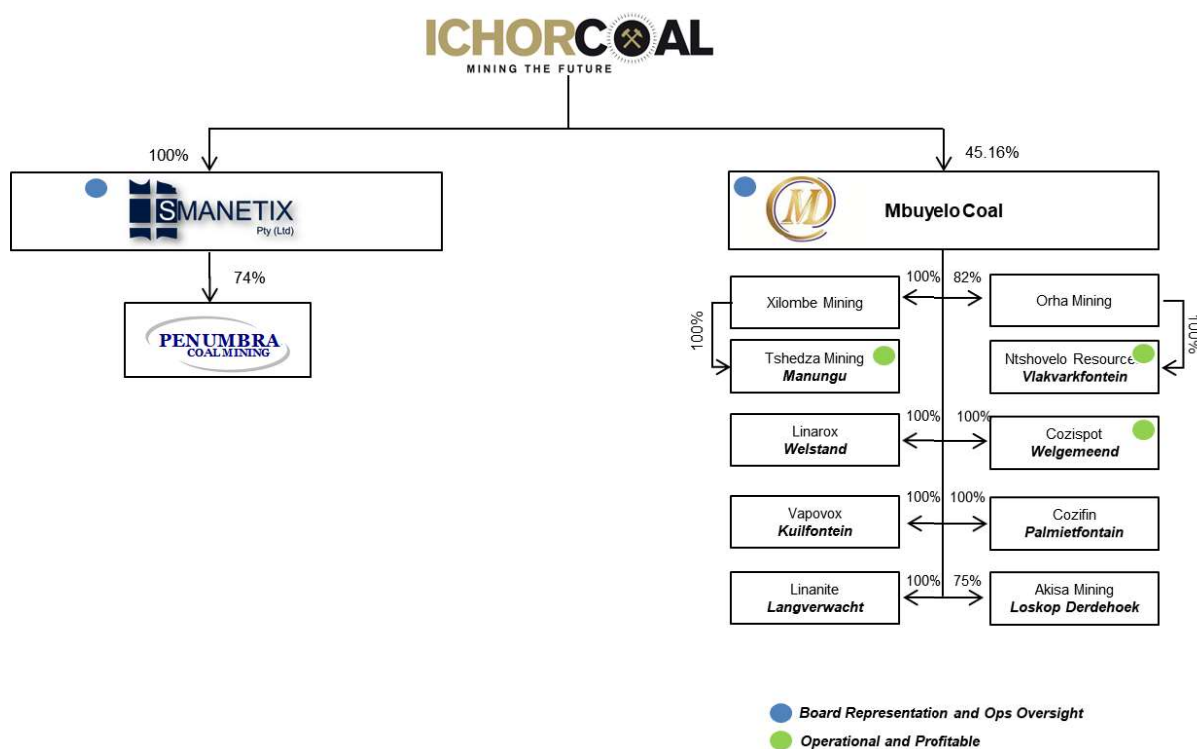 ICHORCOAL
MINING THE FUTURE
100%
45.16%
SMANETIX
Pty (Ltd)
Mbuyelo Coal
74%
PENUMBRA
COAL MINING
100% 82%
Xilombe Mining
Orha Mining
100%
100%
Tshedza Mining
Manungu
Ntshovelo Resource
Vlakvarkfontein
100% 100%
Linarox
Welstand
Cozispot
Welgemeend
100% 100%
Vapovox
Kuilfontein
Cozifin
Palmietfontain
100% 75%
Linanite
Langverwacht
Akisa Mining
Loskop Derdehoek
Board Representation and Ops Oversight
Operational and Profitable